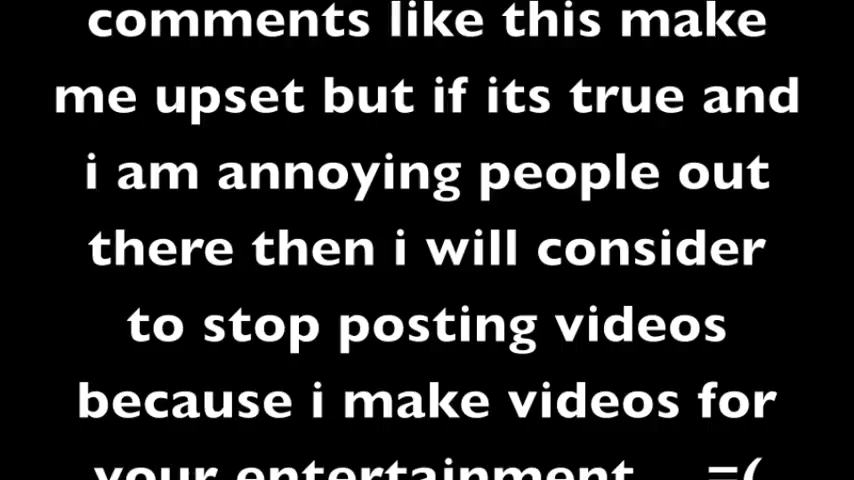 comments like this make
me upset but if its true and
i am annoying people out
there then i will consider
to stop posting videos
because i make videos for
your entertainment... =(